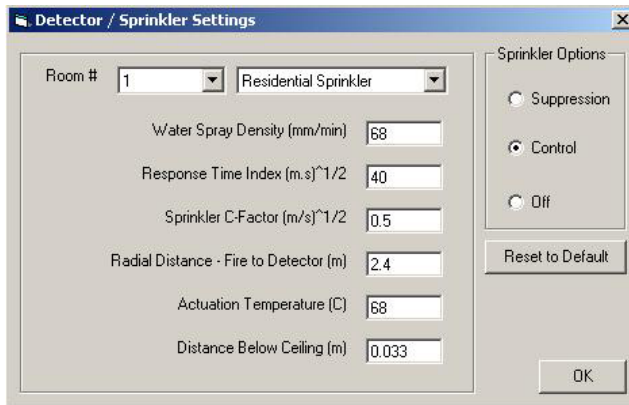 Detector / Sprinkler Settings
Room # 1 Residential Sprinkler
Water Spray Density (mm/min) 68
Response Time Index (m.s)^1/2 40
Sprinkler C-Factor (m/s)^1/2 0.5
Radial Distance - Fire to Detector (m) 2.4
Actuation Temperature (C) 68
Distance Below Ceiling (m) 0.033
Sprinkler Options
Suppression
Control
Off
Reset to Default
OK